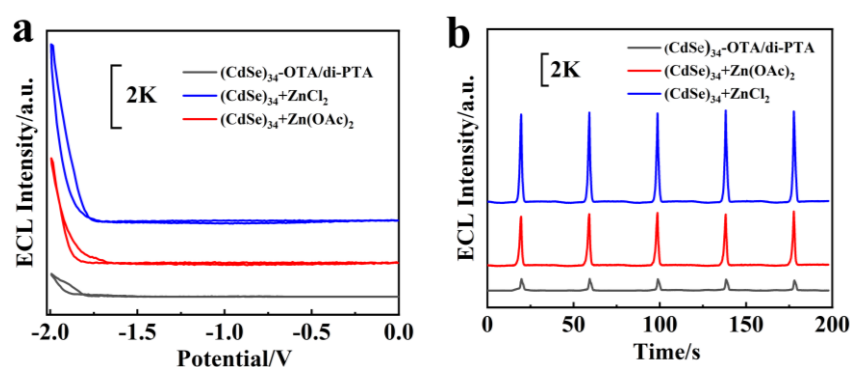 a
ECL Intensity/a.u.
2K
(CdSe)₃₄-OTA/di-PTA
(CdSe)₃₄+ZnCl₂
(CdSe)₃₄+Zn(OAc)₂
-2.0 -1.5 -1.0 -0.5 0.0
Potential/V
b
ECL Intensity/a.u.
2K
(CdSe)₃₄-OTA/di-PTA
(CdSe)₃₄+Zn(OAc)₂
(CdSe)₃₄+ZnCl₂
0 50 100 150 200
Time/s